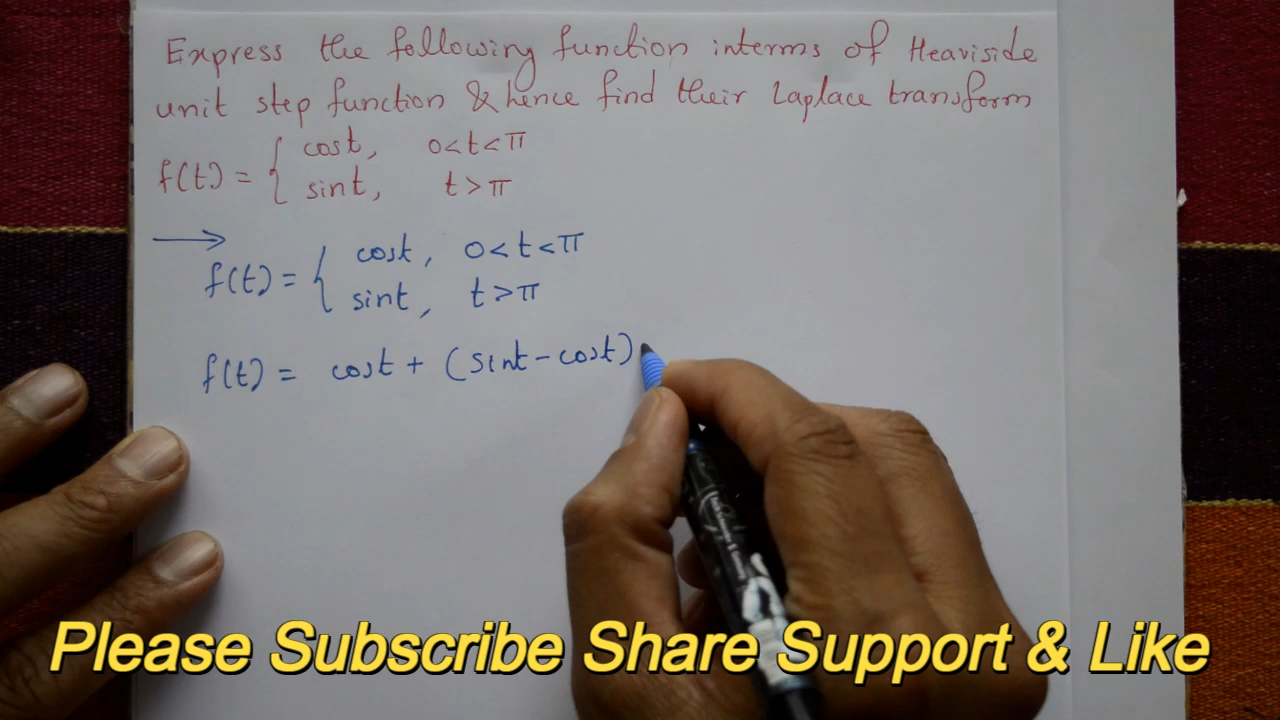 Express the following function interms of Heaviside
unit step function & hence find their Laplace transform
f(t) = { cost, 0<t<π
sint, t>π
→ f(t) = { cost, 0<t<π
sint, t>π
f(t) = cost + (sint - cost)
Please Subscribe Share Support & Like